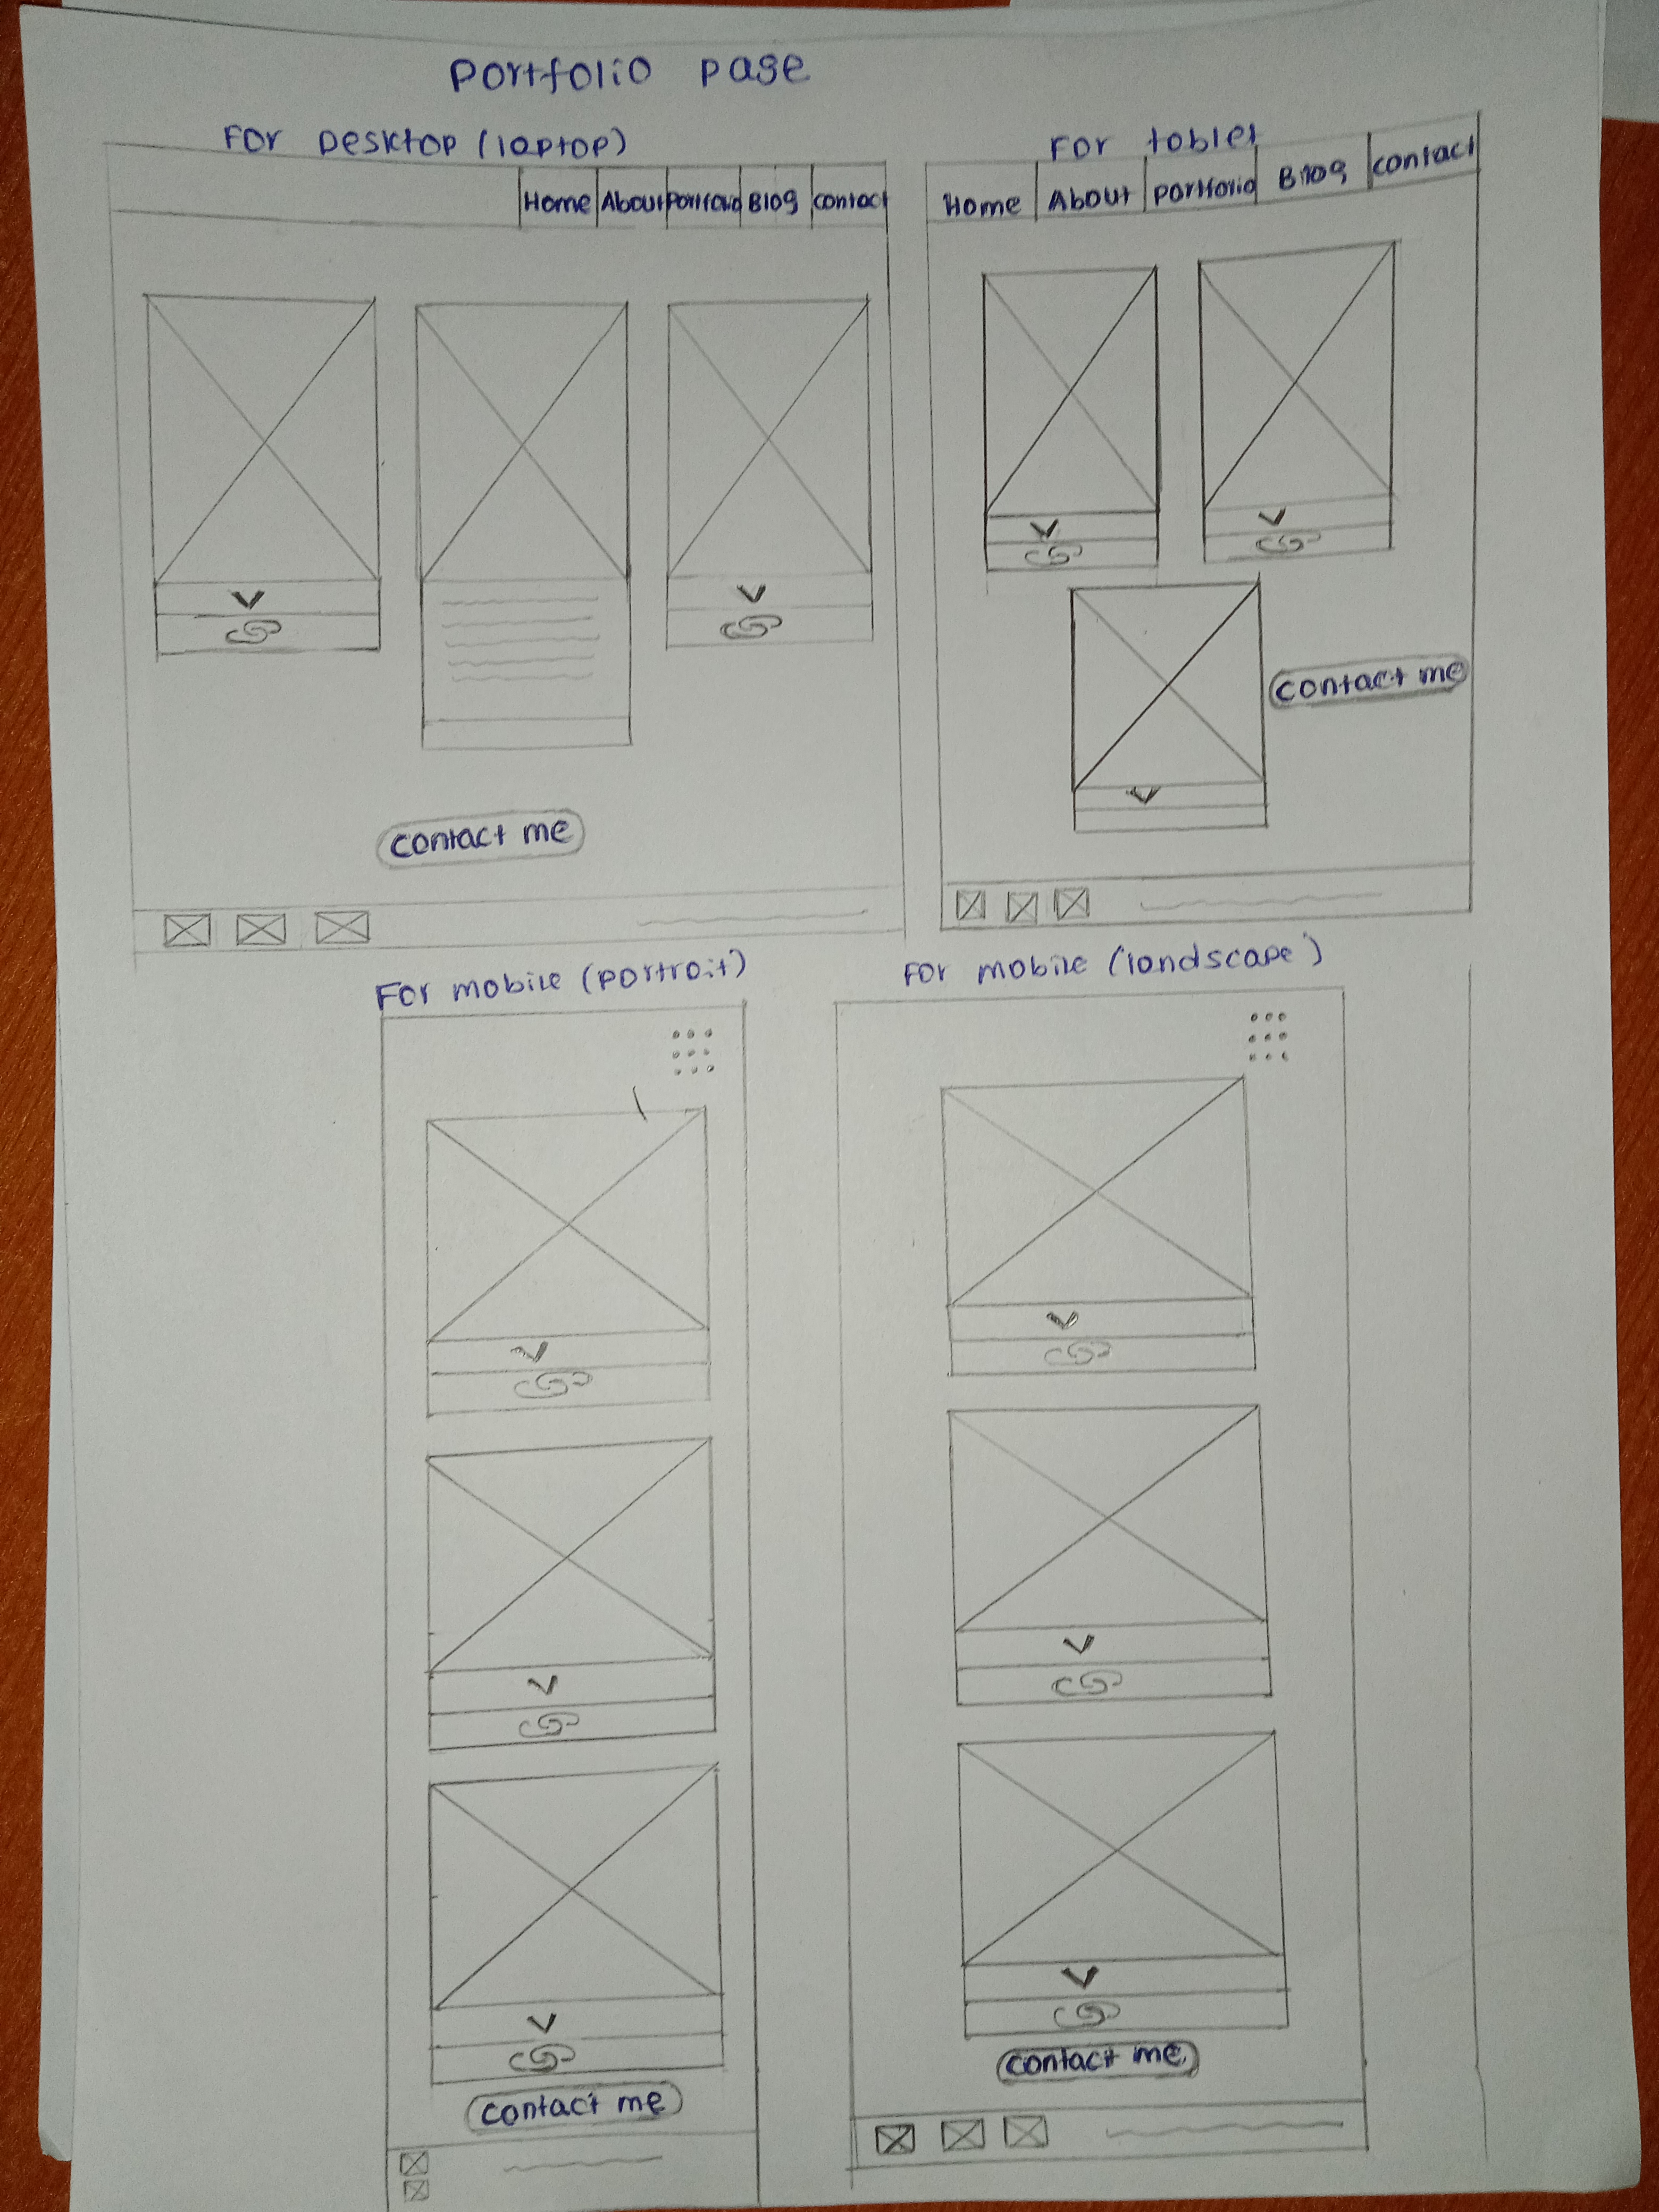 Portfolio page
For Desktop (laptop)
Home About Portfolio Blog contact
contact me
For tablet
Home About portfolio Blog contact
contact me
For mobile (portrait)
contact me
For mobile (landscape)
contact me